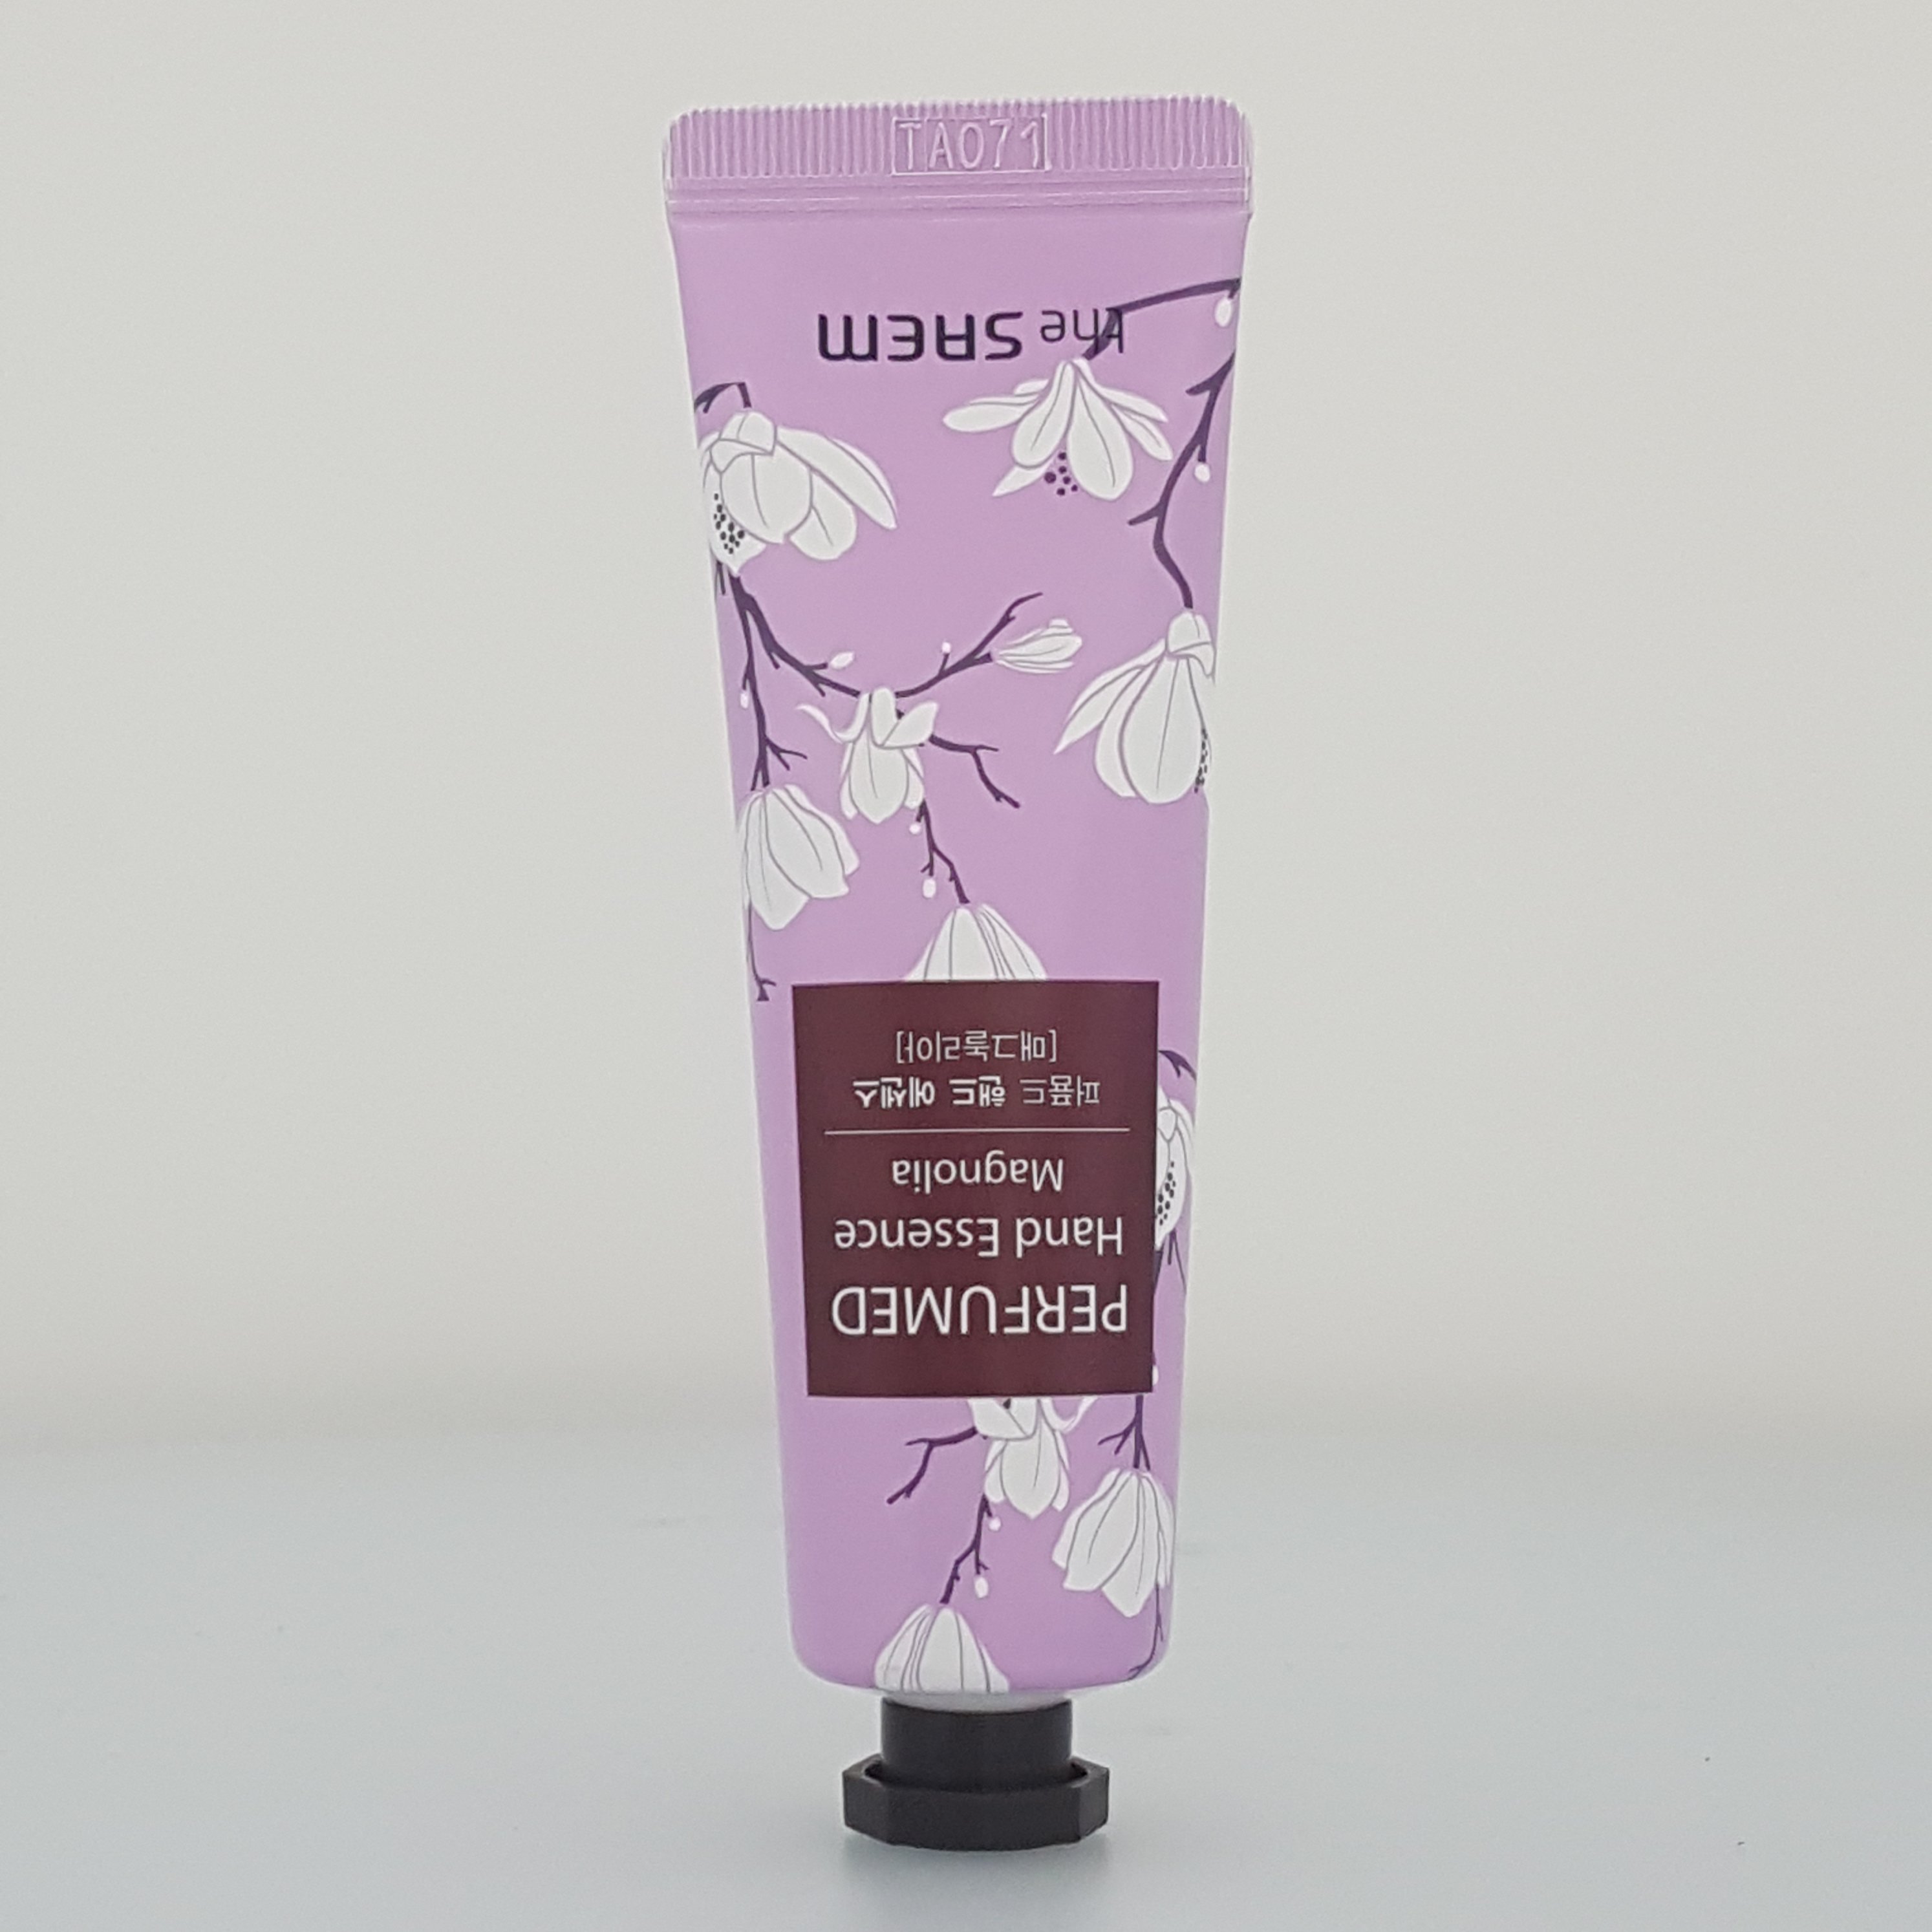 TA071
the SAEM
PERFUMED
Hand Essence
Magnolia
퍼퓸드 핸드 에센스
[매그놀리아]